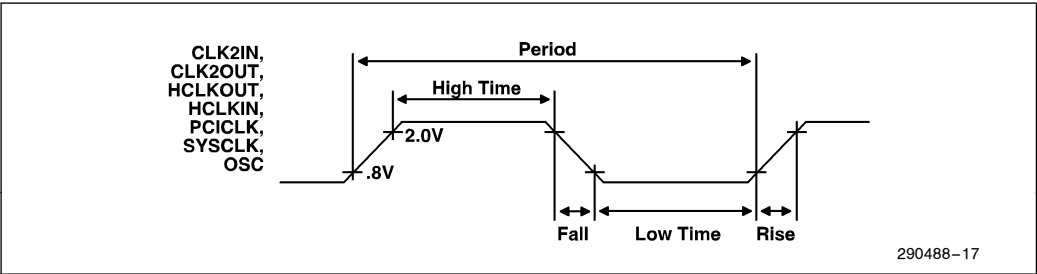 CLK2IN,
CLK2OUT,
HCLKOUT,
HCLKIN,
PCICLK,
SYSCLK,
OSC
Period
High Time
2.0V
.8V
Fall
Low Time
Rise
290488–17